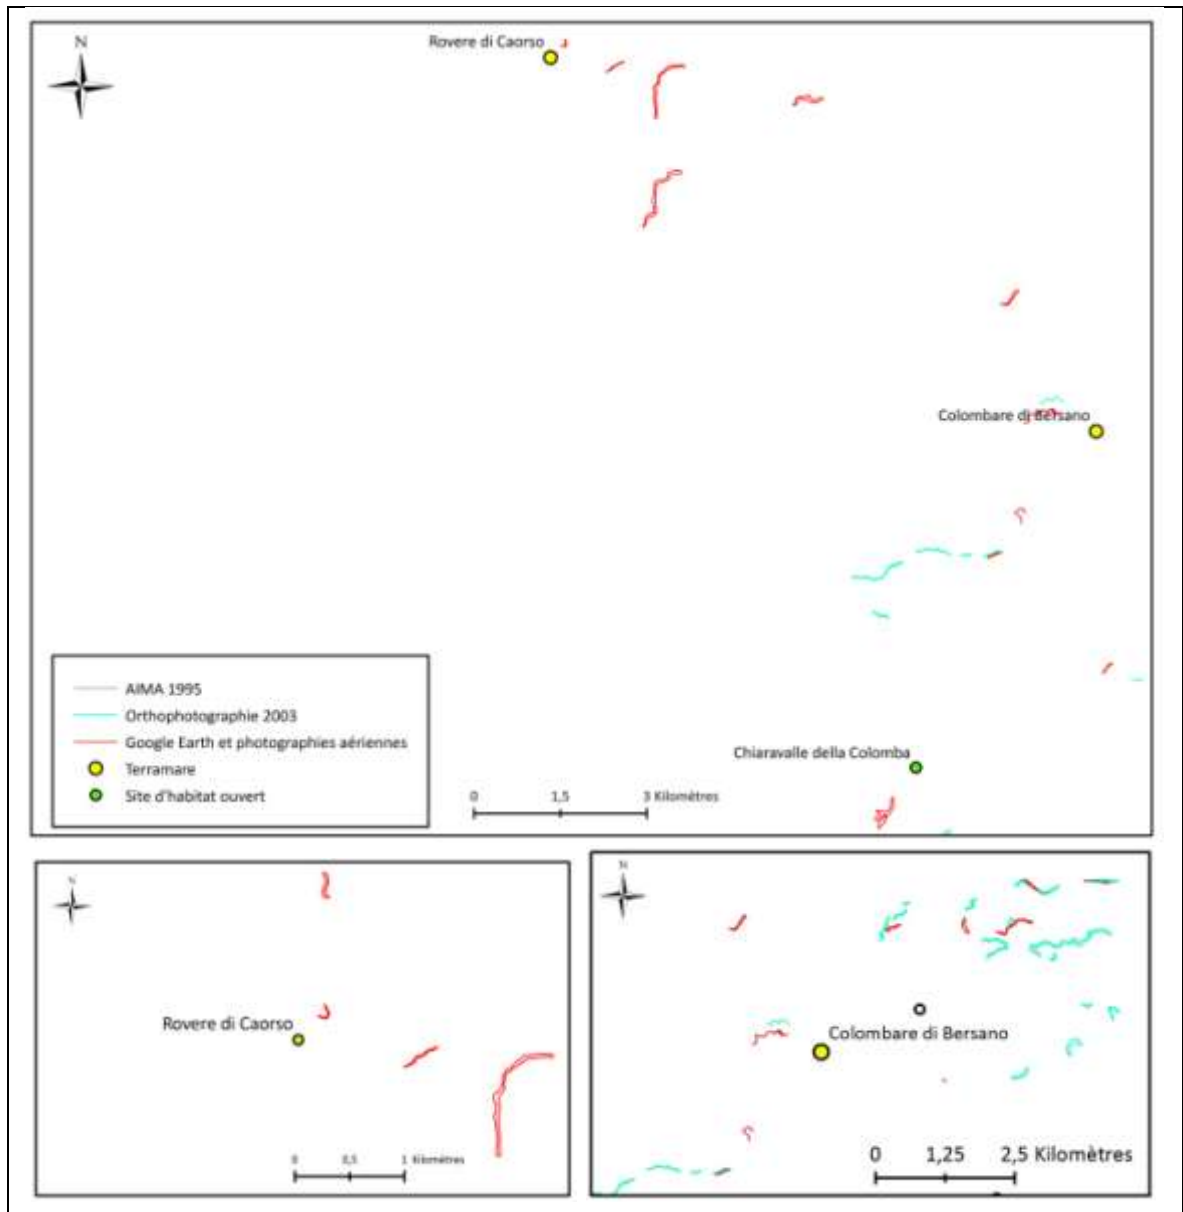 N
Rovere di Caorso
Colombare di Bersano
AIMA 1995
Orthophotographie 2003
Google Earth et photographies aériennes
Terramare
Site d'habitat ouvert
Chiaravalle della Colomba
0 1,5 3 Kilomètres
N
Rovere di Caorso
0 0,5 1 Kilomètres
N
Colombare di Bersano
0 1,25 2,5 Kilomètres